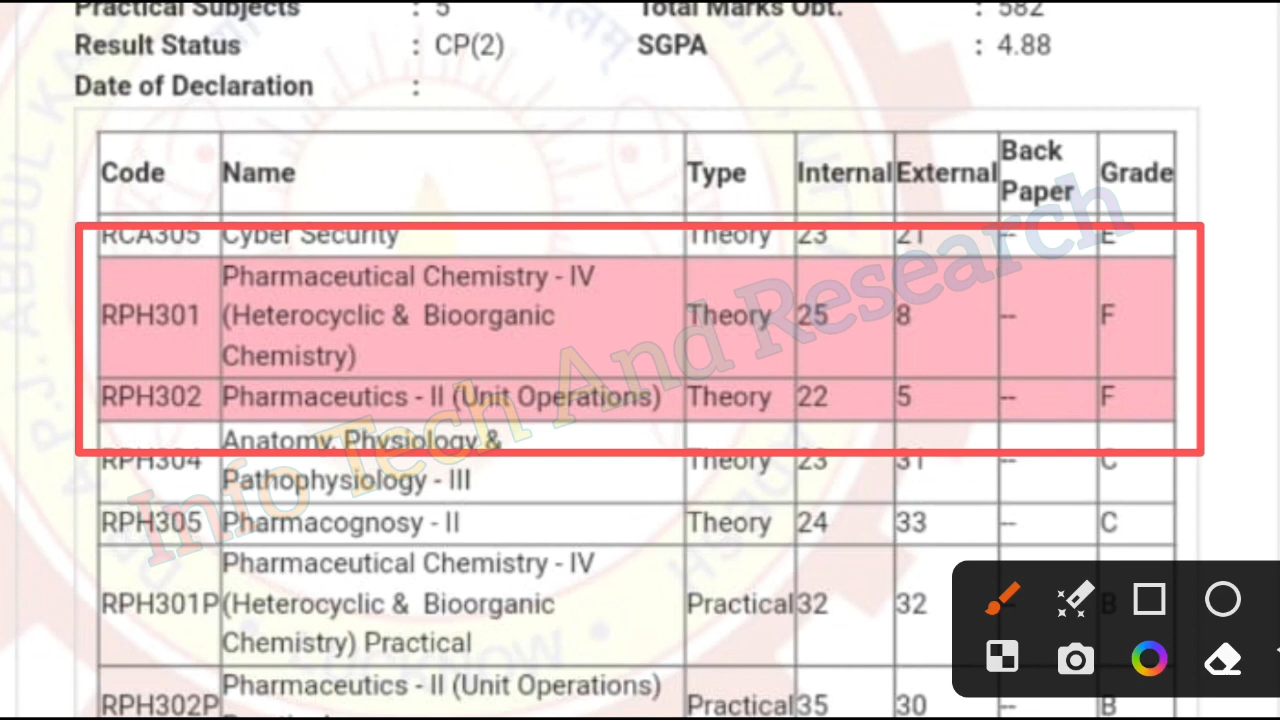 Practical Subjects : 5 Total Marks Obt. : 582
Result Status : CP(2) SGPA : 4.88
Date of Declaration :
Code Name Type Internal External Back Paper Grade
RCA305 Cyber Security Theory 23 21 -- E
Pharmaceutical Chemistry - IV
RPH301 (Heterocyclic & Bioorganic Theory 25 8 -- F
Chemistry)
RPH302 Pharmaceutics - II (Unit Operations) Theory 22 5 -- F
Anatomy, Physiology &
RPH304 Theory 23 31 -- C
Pathophysiology - III
RPH305 Pharmacognosy - II Theory 24 33 -- C
Pharmaceutical Chemistry - IV
RPH301P (Heterocyclic & Bioorganic Practical 32 32 -- B
Chemistry) Practical
Pharmaceutics - II (Unit Operations)
RPH302P Practical 35 30 -- B
Info Tech And Research